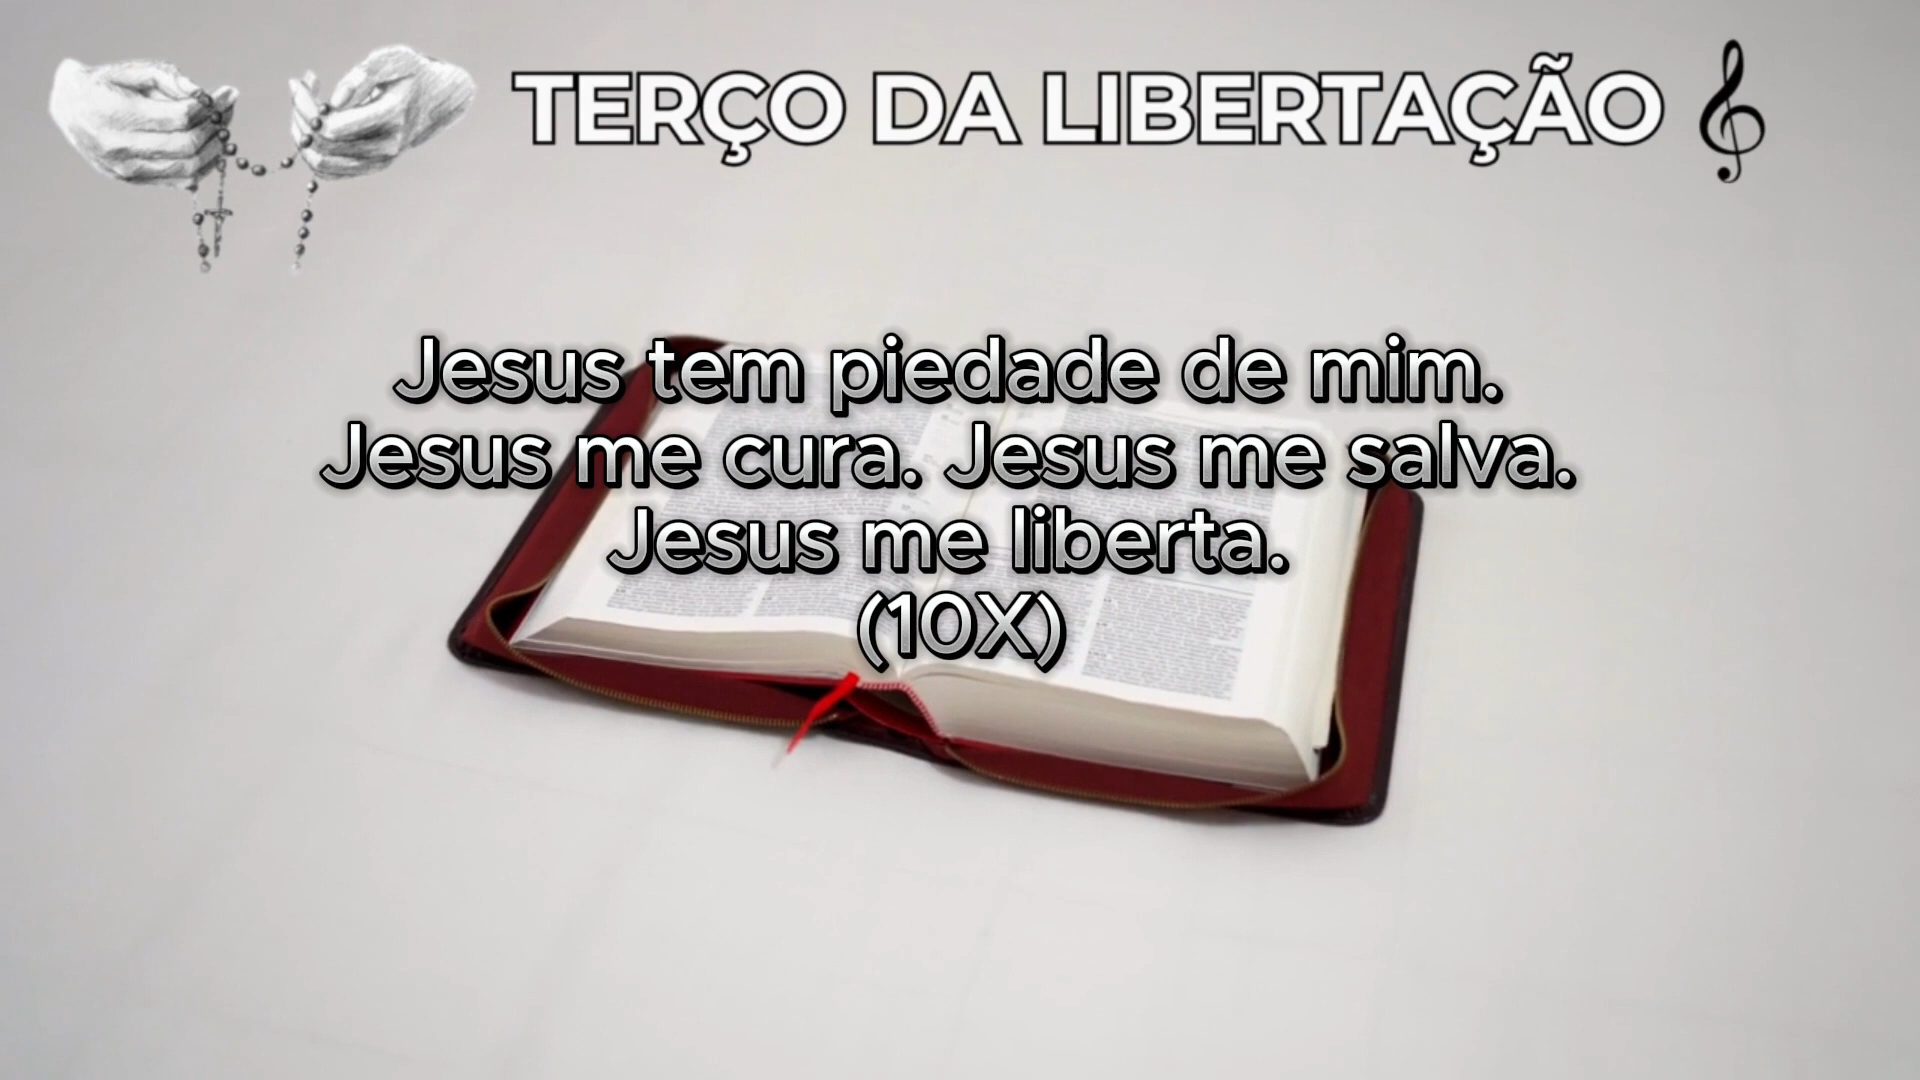 TERÇO DA LIBERTAÇÃO
Jesus tem piedade de mim.
Jesus me cura. Jesus me salva.
Jesus me liberta.
(10X)